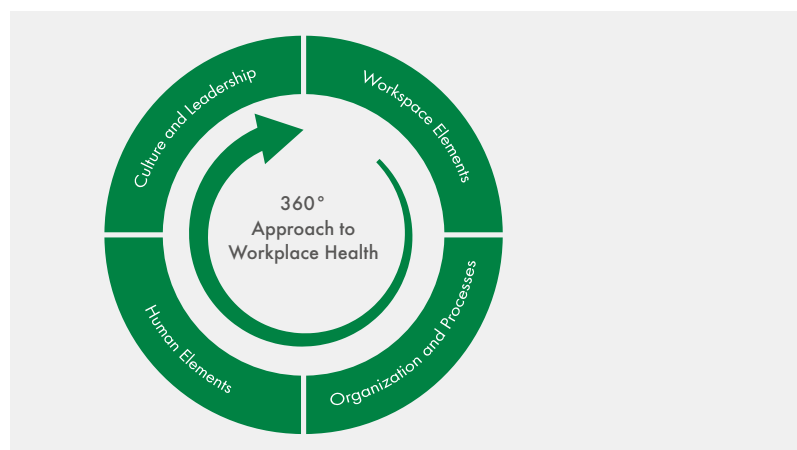 Culture and Leadership
Workspace Elements
360°
Approach to
Workplace Health
Human Elements
Organization and Processes